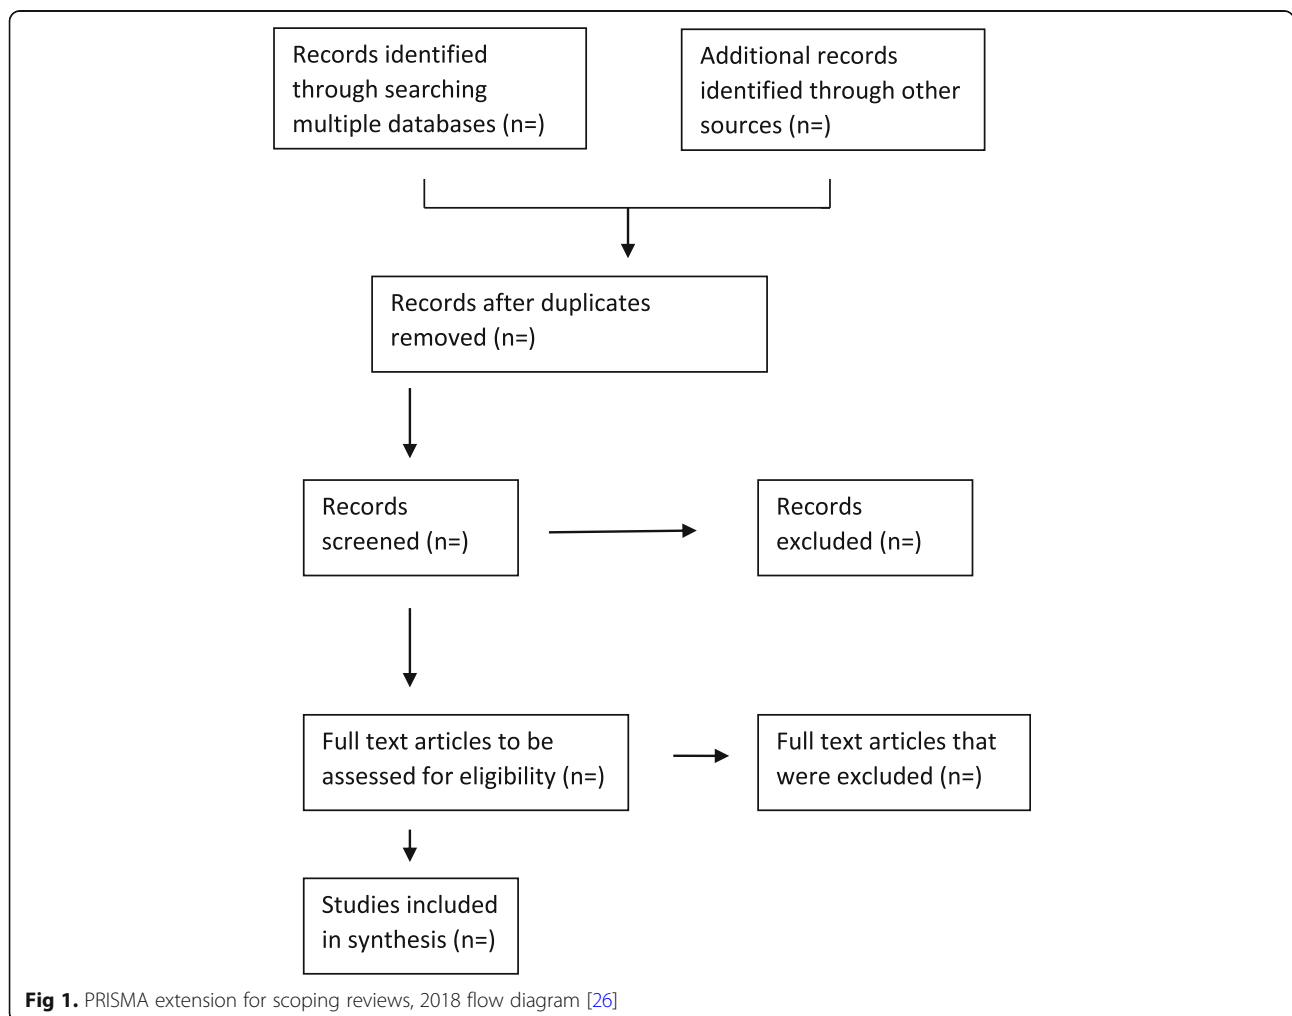 Records identified
through searching
multiple databases (n=)
Additional records
identified through other
sources (n=)
Records after duplicates
removed (n=)
Records
screened (n=)
Records
excluded (n=)
Full text articles to be
assessed for eligibility (n=)
Full text articles that
were excluded (n=)
Studies included
in synthesis (n=)
Fig 1. PRISMA extension for scoping reviews, 2018 flow diagram [26]